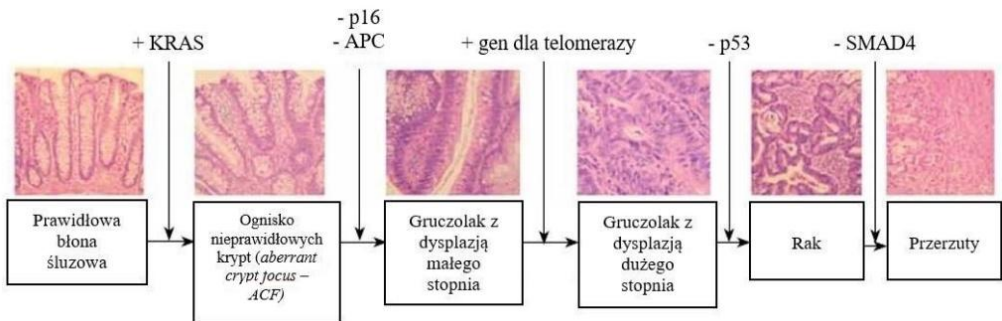 - p16
+ KRAS
- APC
+ gen dla telomerazy
- p53
- SMAD4
Prawidłowa
błona
śluzowa
Ognisko
nieprawidłowych
krypt (aberrant
crypt focus –
ACF)
Gruczolak z
dysplazją
małego
stopnia
Gruczolak z
dysplazją
dużego
stopnia
Rak
Przerzuty